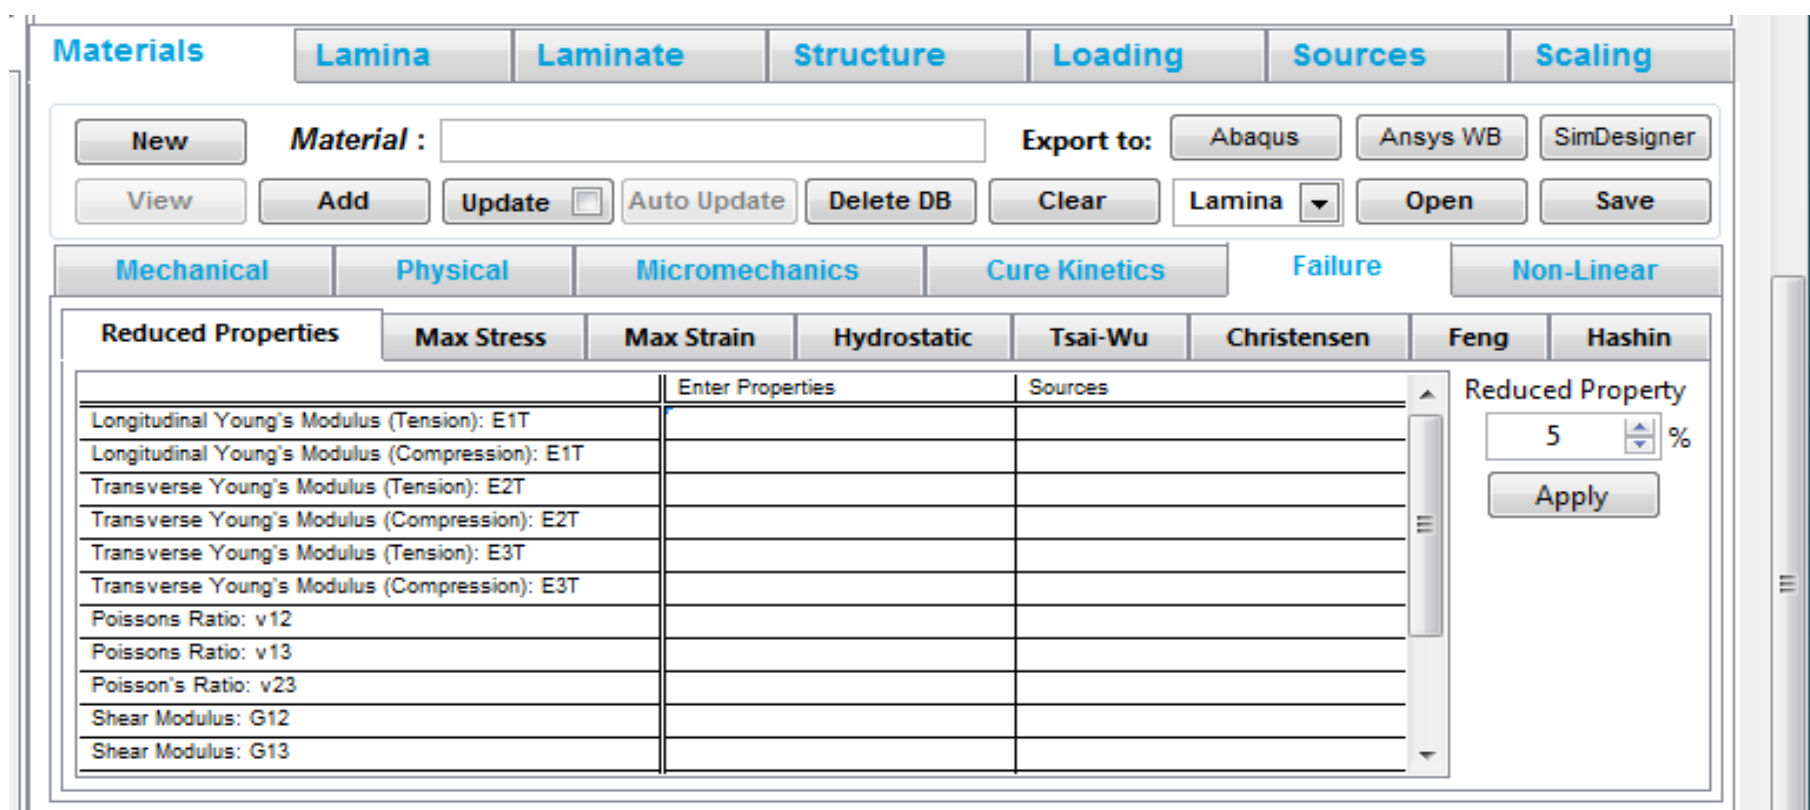 Materials Lamina Laminate Structure Loading Sources Scaling
New Material : Export to: Abaqus Ansys WB SimDesigner
View Add Update Auto Update Delete DB Clear Lamina Open Save
Mechanical Physical Micromechanics Cure Kinetics Failure Non-Linear
Reduced Properties Max Stress Max Strain Hydrostatic Tsai-Wu Christensen Feng Hashin
Enter Properties Sources
Reduced Property
5 %
Apply
Longitudinal Young's Modulus (Tension): E1T
Longitudinal Young's Modulus (Compression): E1T
Transverse Young's Modulus (Tension): E2T
Transverse Young's Modulus (Compression): E2T
Transverse Young's Modulus (Tension): E3T
Transverse Young's Modulus (Compression): E3T
Poissons Ratio: v12
Poissons Ratio: v13
Poisson's Ratio: v23
Shear Modulus: G12
Shear Modulus: G13